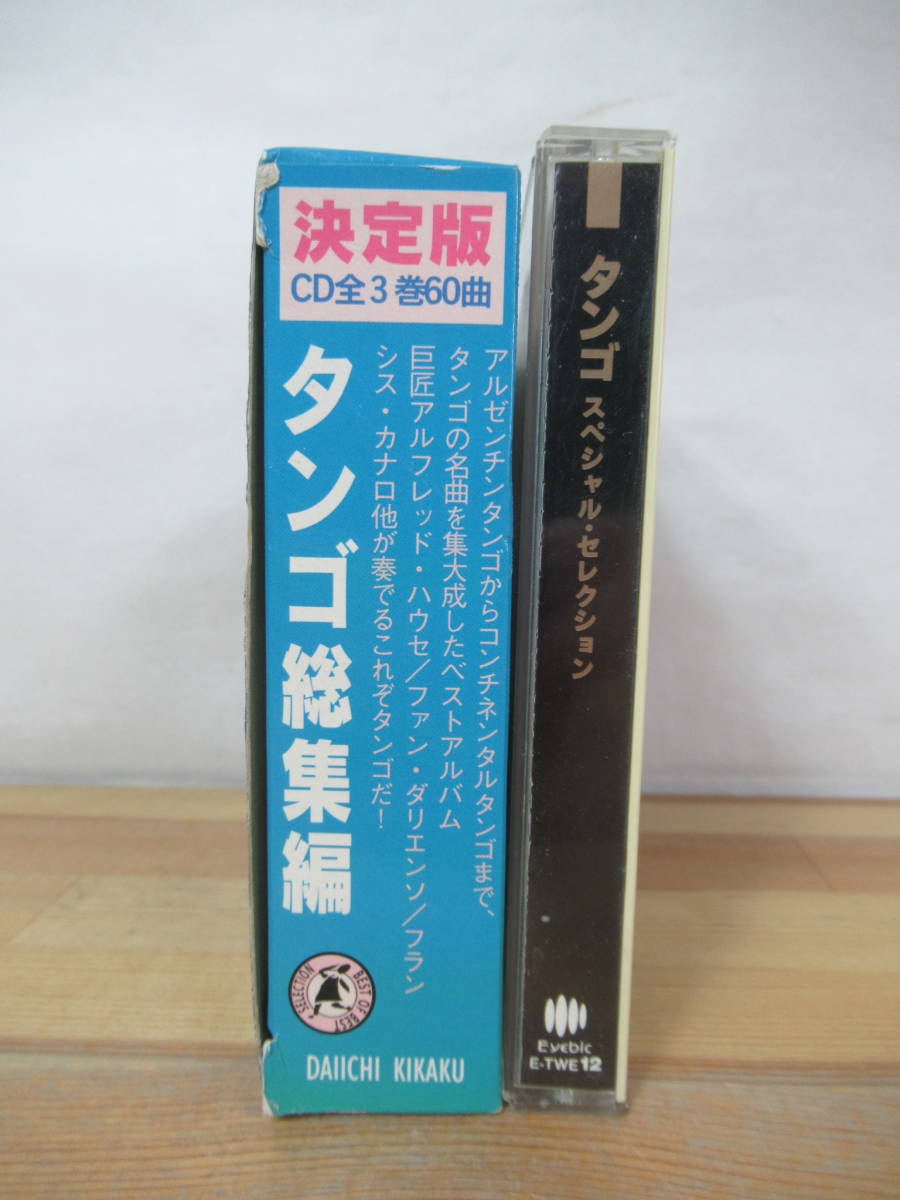 決定版
CD全3巻60曲
アルゼンチンタンゴからコンチネンタルタンゴまで、
タンゴの名曲を集大成したベストアルバム
巨匠アルフレッド・ハウゼ/ファン・ダリエンソ/フラン
シス・カナロ他が奏でるこれぞタンゴだ!
タンゴ総集編
SELECTION BEST OF BEST
DAIICHI KIKAKU
タンゴ スペシャル・セレクション
Eyebic
E-TWE12